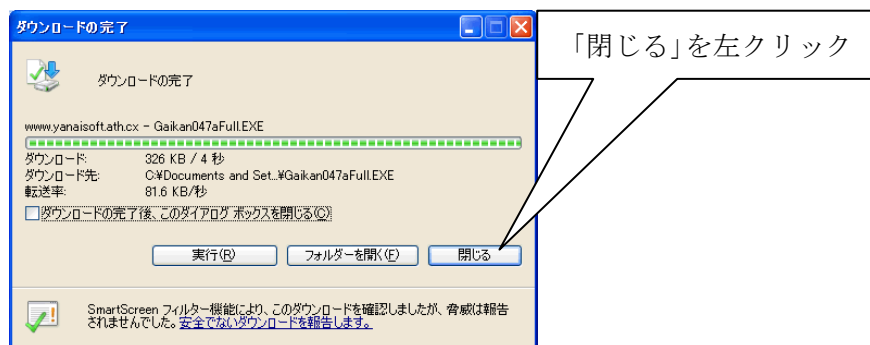 ダウンロードの完了
「閉じる」を左クリック
ダウンロードの完了
www.yanaisoft.ath.cx - Gaikan047aFull.EXE
ダウンロード: 326 KB / 4 秒
ダウンロード先: C:¥Documents and Set...¥Gaikan047aFull.EXE
転送率: 81.6 KB/秒
ダウンロードの完了後、このダイアログ ボックスを閉じる(C)
実行(R) フォルダーを開く(F) 閉じる
SmartScreen フィルター機能により、このダウンロードを確認しましたが、脅威は報告
されませんでした。安全でないダウンロードを報告します。